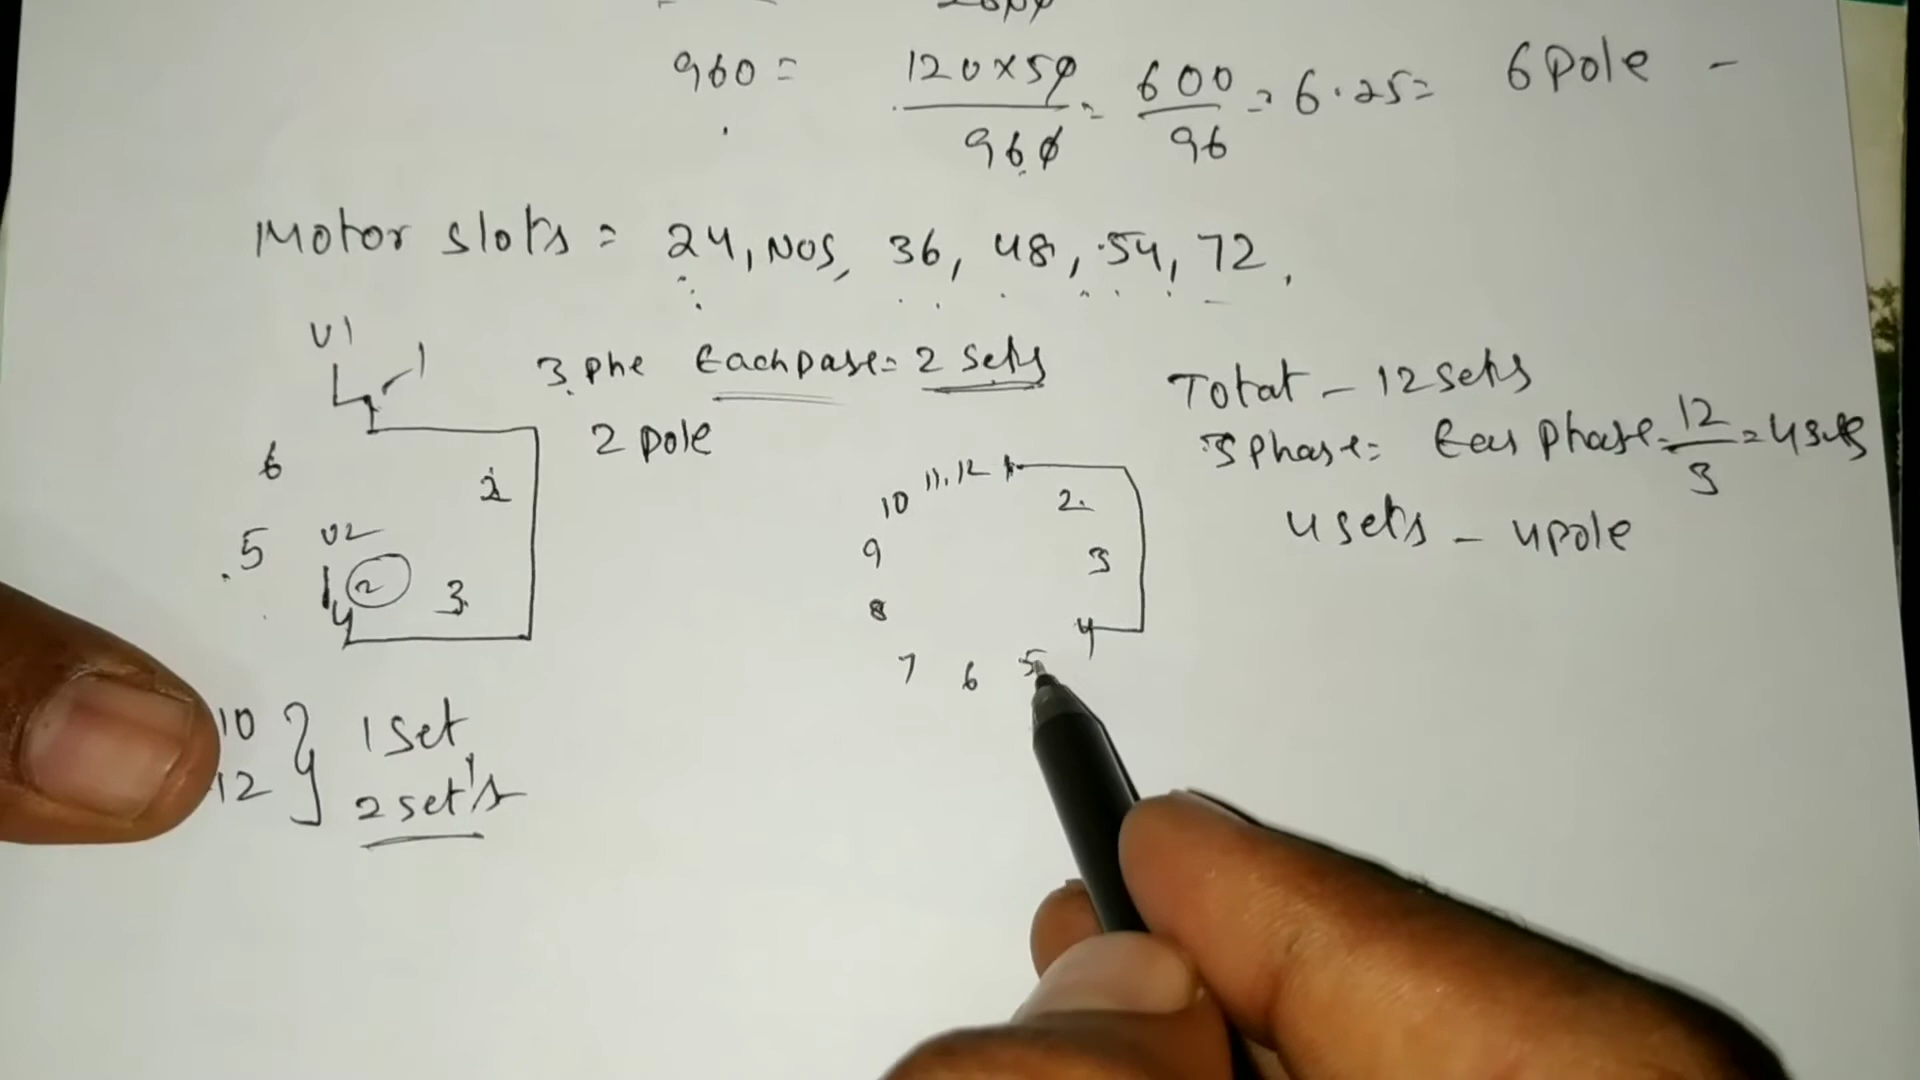 960 = 120x50 / 960 = 600 / 96 = 6.25 = 6 Pole -
Motor slots = 24, NOS, 36, 48, 54, 72,
U1
1
3 phe Each Pase = 2 Sets
2 pole
6
2
5
U2
2
3
4
10
12
1 Set
2 set's
Total - 12 sets
3 Phase = Phase = 12 / 3 = 4 sets
4 sets - 4 pole
11, 12 1
10
2.
9
3
8
4
7
6
5